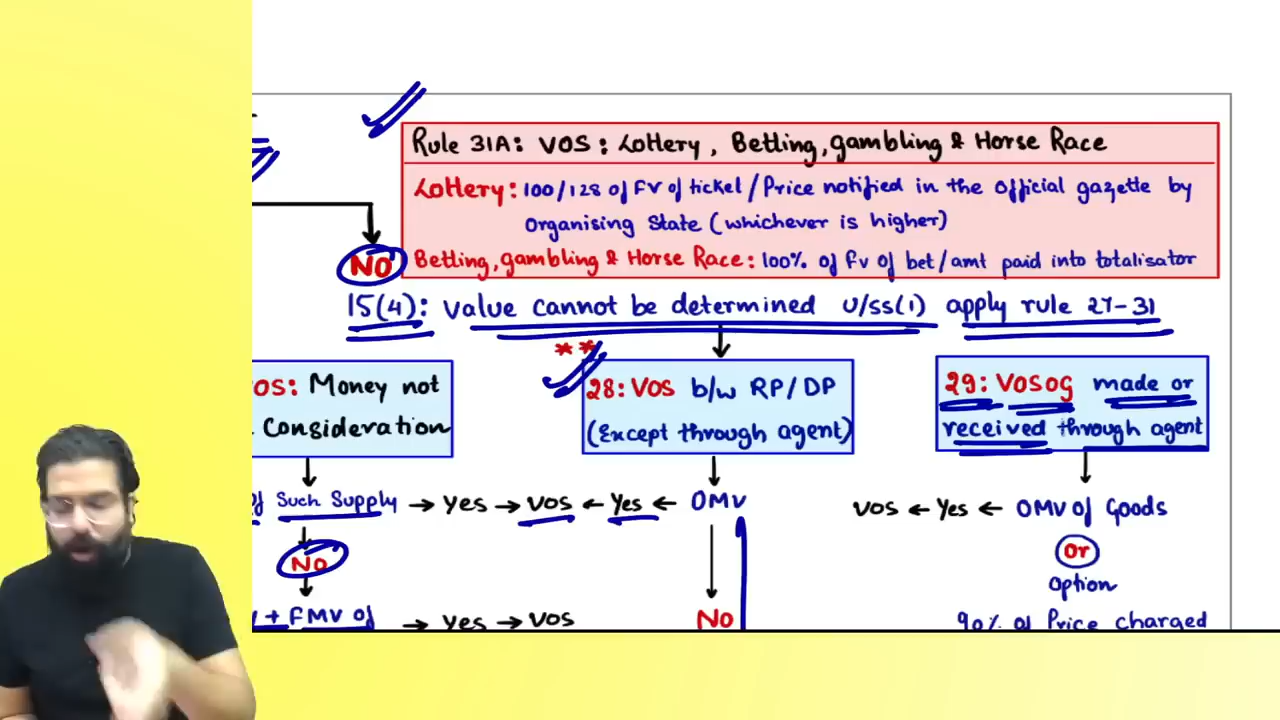 Rule 31A: VOS: Lottery, Betting, gambling & Horse Race
Lottery: 100/128 of FV of ticket/Price notified in the official gazette by
Organising State (whichever is higher)
NO
Betting, gambling & Horse Race: 100% of FV of bet/amt paid into totalisator
15(4): Value cannot be determined U/ss(1) apply rule 27-31
**
OS: Money not
Consideration
28: VOS b/w RP/DP
(Except through agent)
29: VOSOG made or
received through agent
of Such Supply → Yes → VOS ← Yes ← OMV
VOS ← Yes ← OMV of Goods
No
Or
Option
+ FMV of → Yes → VOS
NO
90% of Price charged